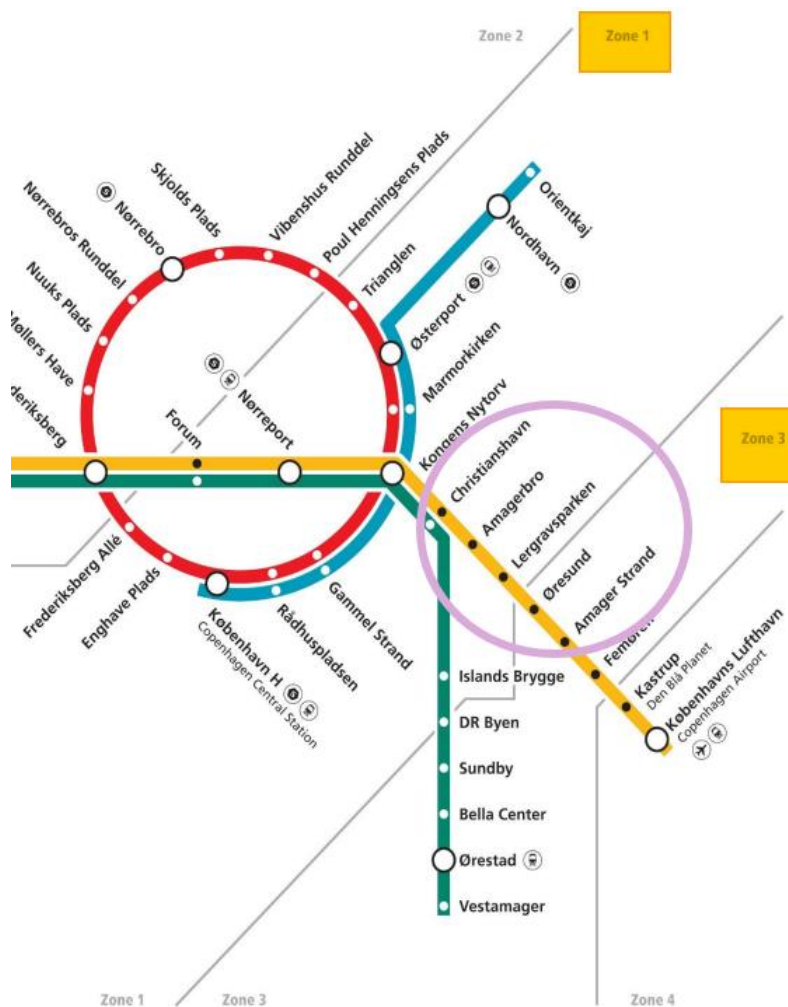 Zone 2
Zone 1
Skjolds Plads
Vibenshus Runddel
Poul Henningsens Plads
Nørrebro
Nørrebros Runddel
Trianglen
Orientkaj
Nordhavn
Nuuks Plads
Østerport
Møllers Have
Marmorkirken
deriksberg
Forum
Nørreport
Kongens Nytorv
Zone 3
Christianshavn
Amagerbro
Lergravsparken
Øresund
Amager Strand
Femøren
Kastrup
Den Blå Planet
Københavns Lufthavn
Copenhagen Airport
Frederiksberg Allé
Enghave Plads
København H
Copenhagen Central Station
Rådhuspladsen
Gammel Strand
Islands Brygge
DR Byen
Sundby
Bella Center
Ørestad
Vestamager
Zone 1
Zone 3
Zone 4